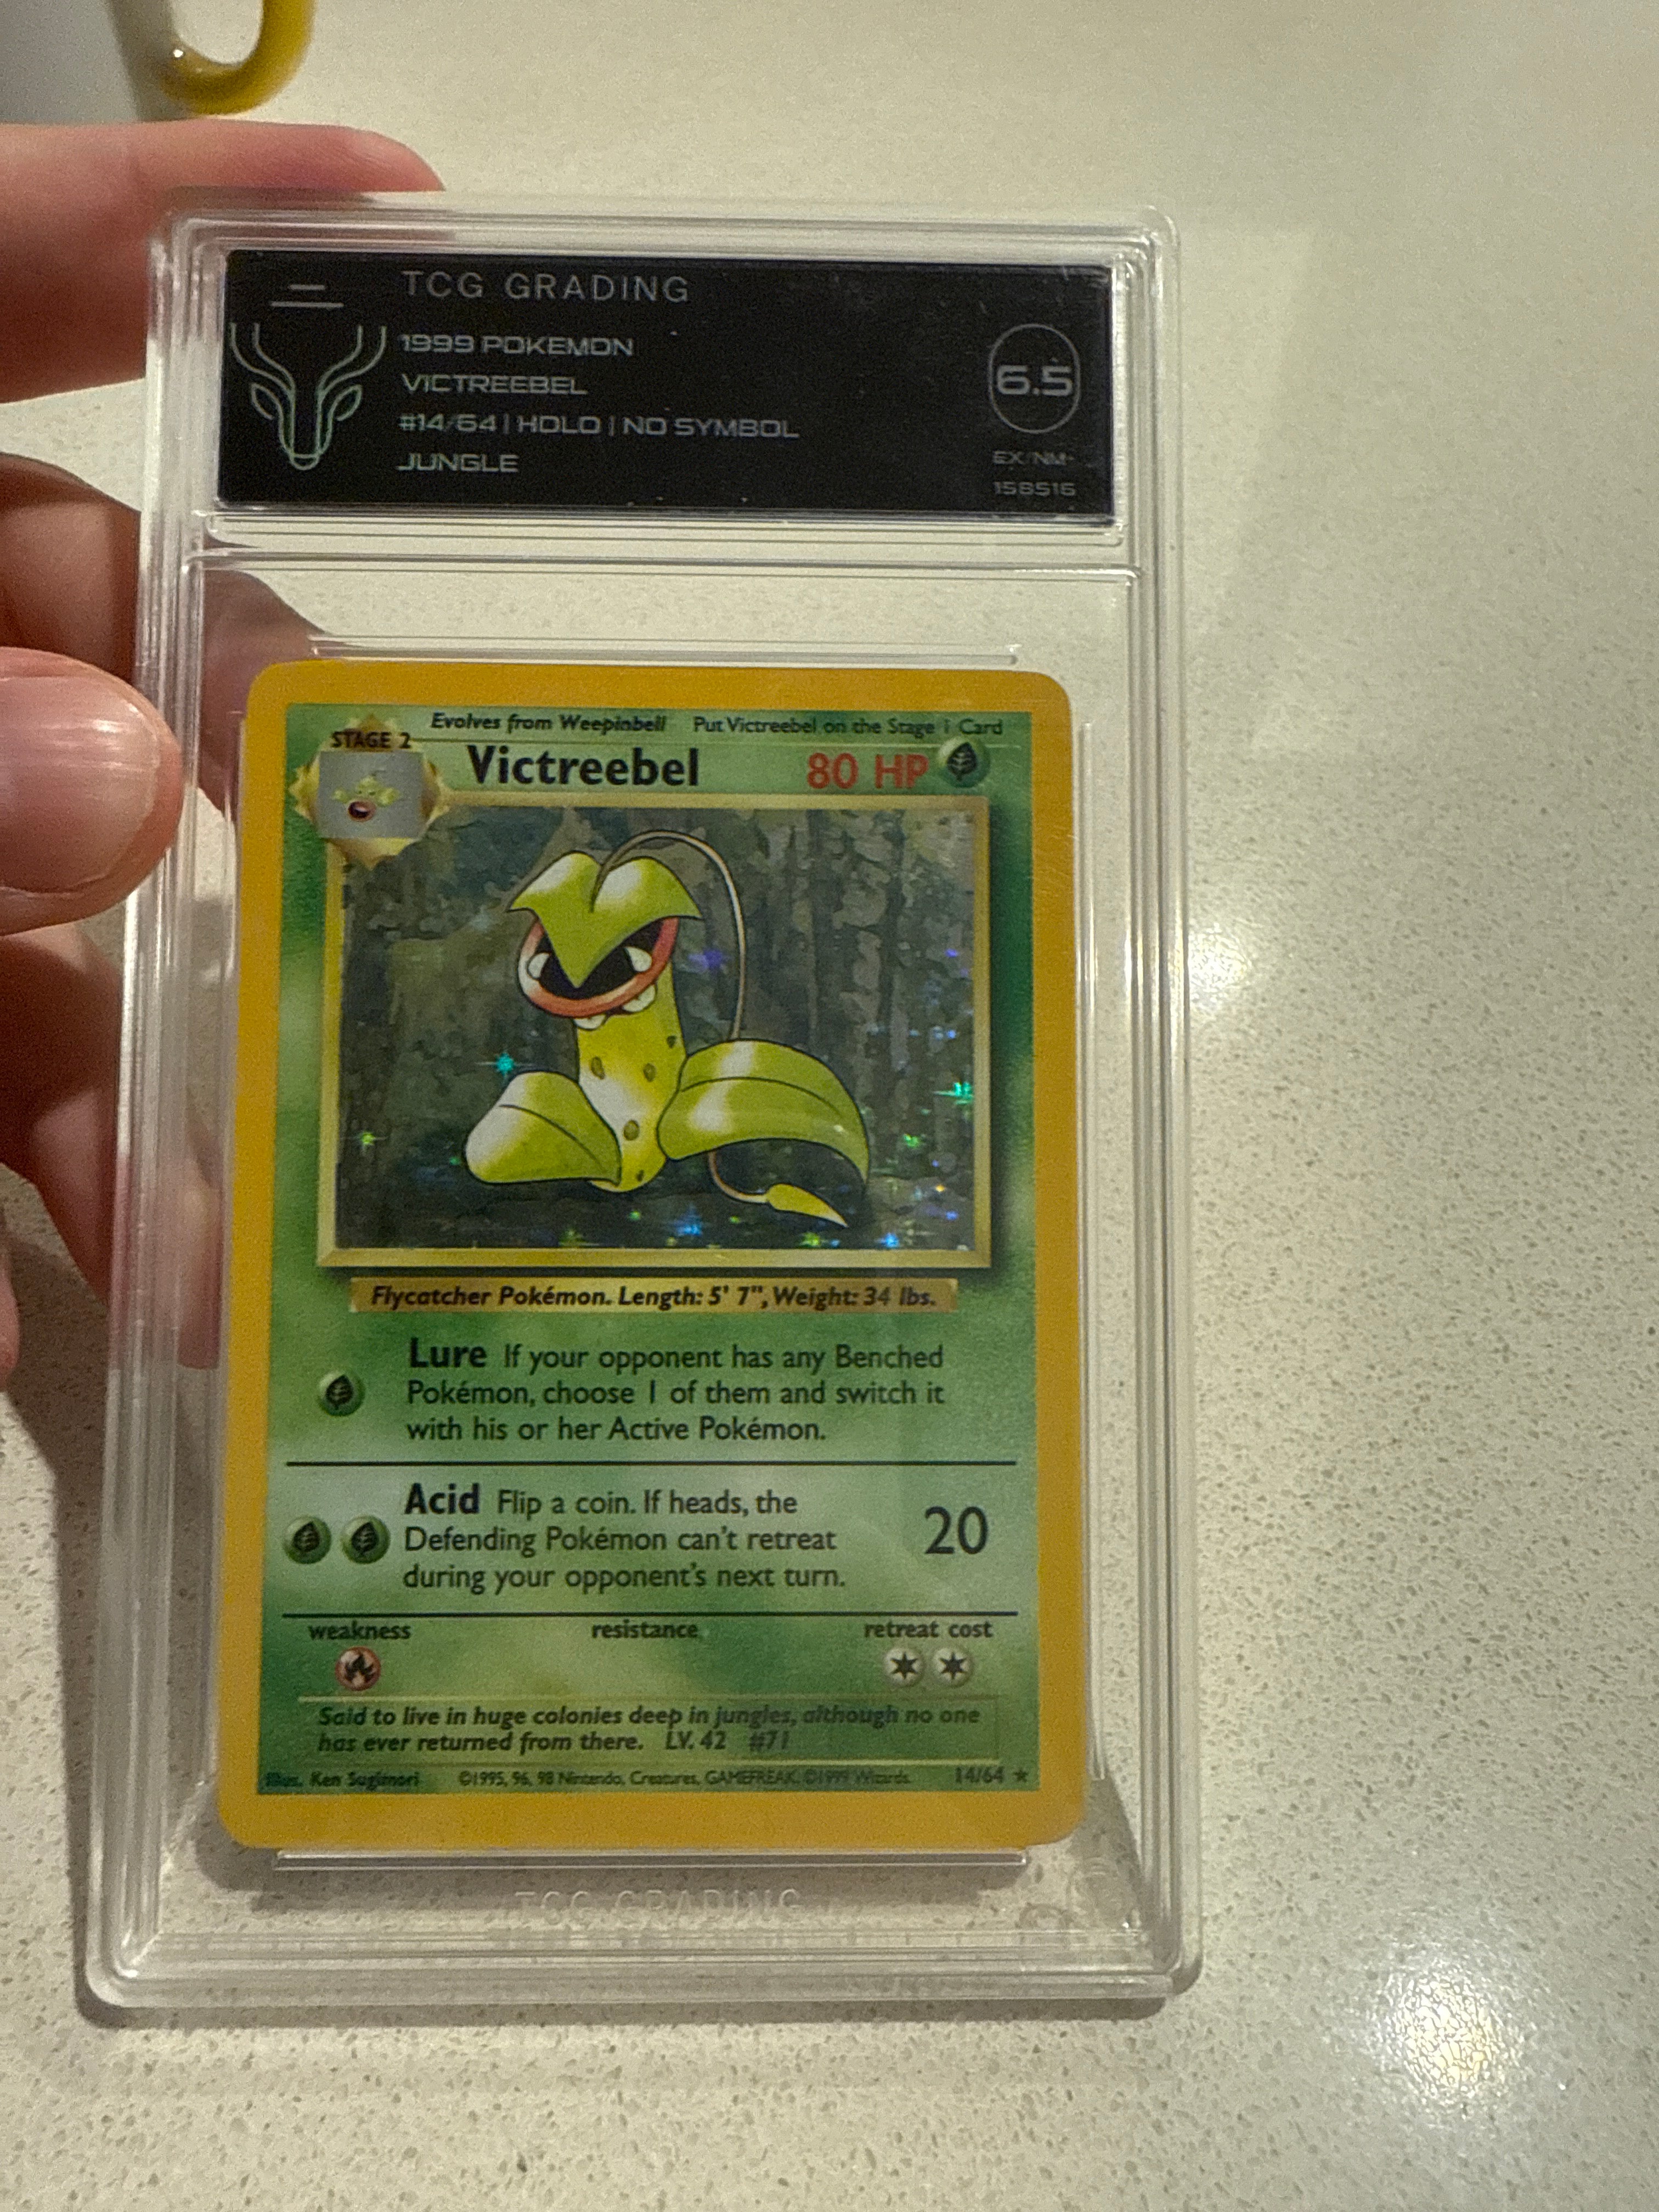 TCG GRADING
1999 POKEMON
VICTREEBEL
#14/64 | HOLO | NO SYMBOL
JUNGLE
6.5
EX/NM+
158516
Evolves from Weepinbell Put Victreebel on the Stage 1 Card
STAGE 2
Victreebel 80 HP
Flycatcher Pokémon. Length: 5' 7", Weight: 34 lbs.
Lure If your opponent has any Benched
Pokémon, choose 1 of them and switch it
with his or her Active Pokémon.
Acid Flip a coin. If heads, the
Defending Pokémon can't retreat
during your opponent's next turn.
20
weakness resistance retreat cost
Said to live in huge colonies deep in jungles, although no one
has ever returned from there. LV. 42 #71
Illus. Ken Sugimori ©1995, 96, 98 Nintendo, Creatures, GAMEFREAK. ©1999 Wizards. 14/64 ★
TCG GRADING